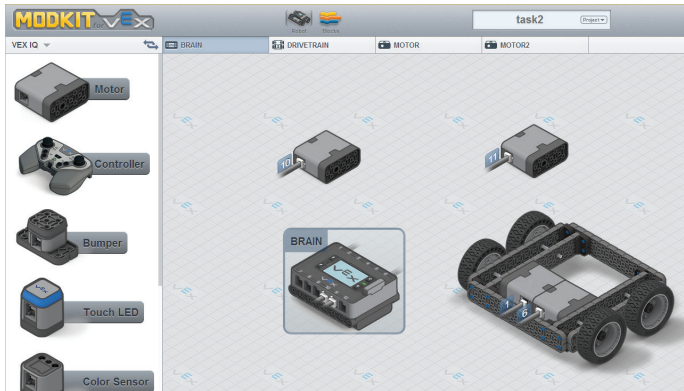 MODKIT for VEX
Robot Blocks
task2
Project
VEX IQ
BRAIN
DRIVETRAIN
MOTOR
MOTOR2
Motor
Controller
Bumper
Touch LED
Color Sensor
10
11
BRAIN
1
6